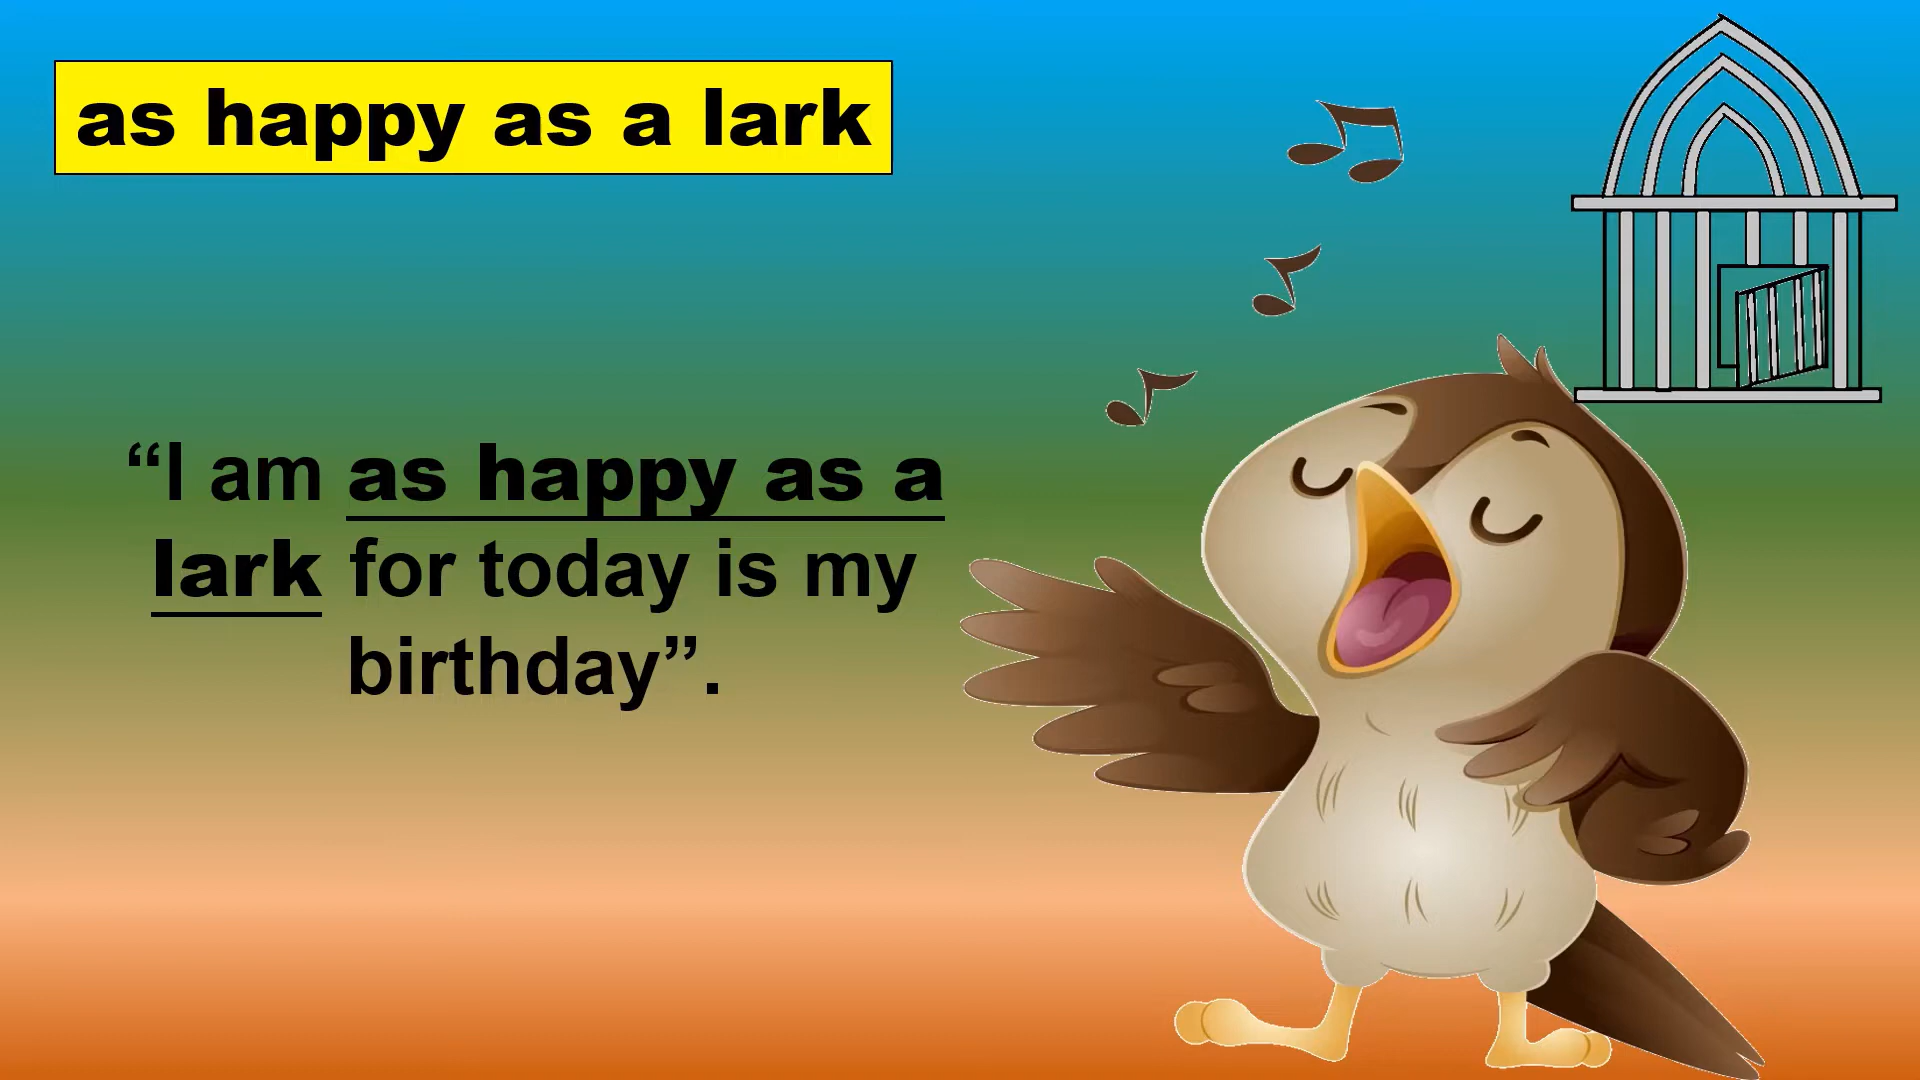 as happy as a lark
“I am as happy as a
lark for today is my
birthday”.